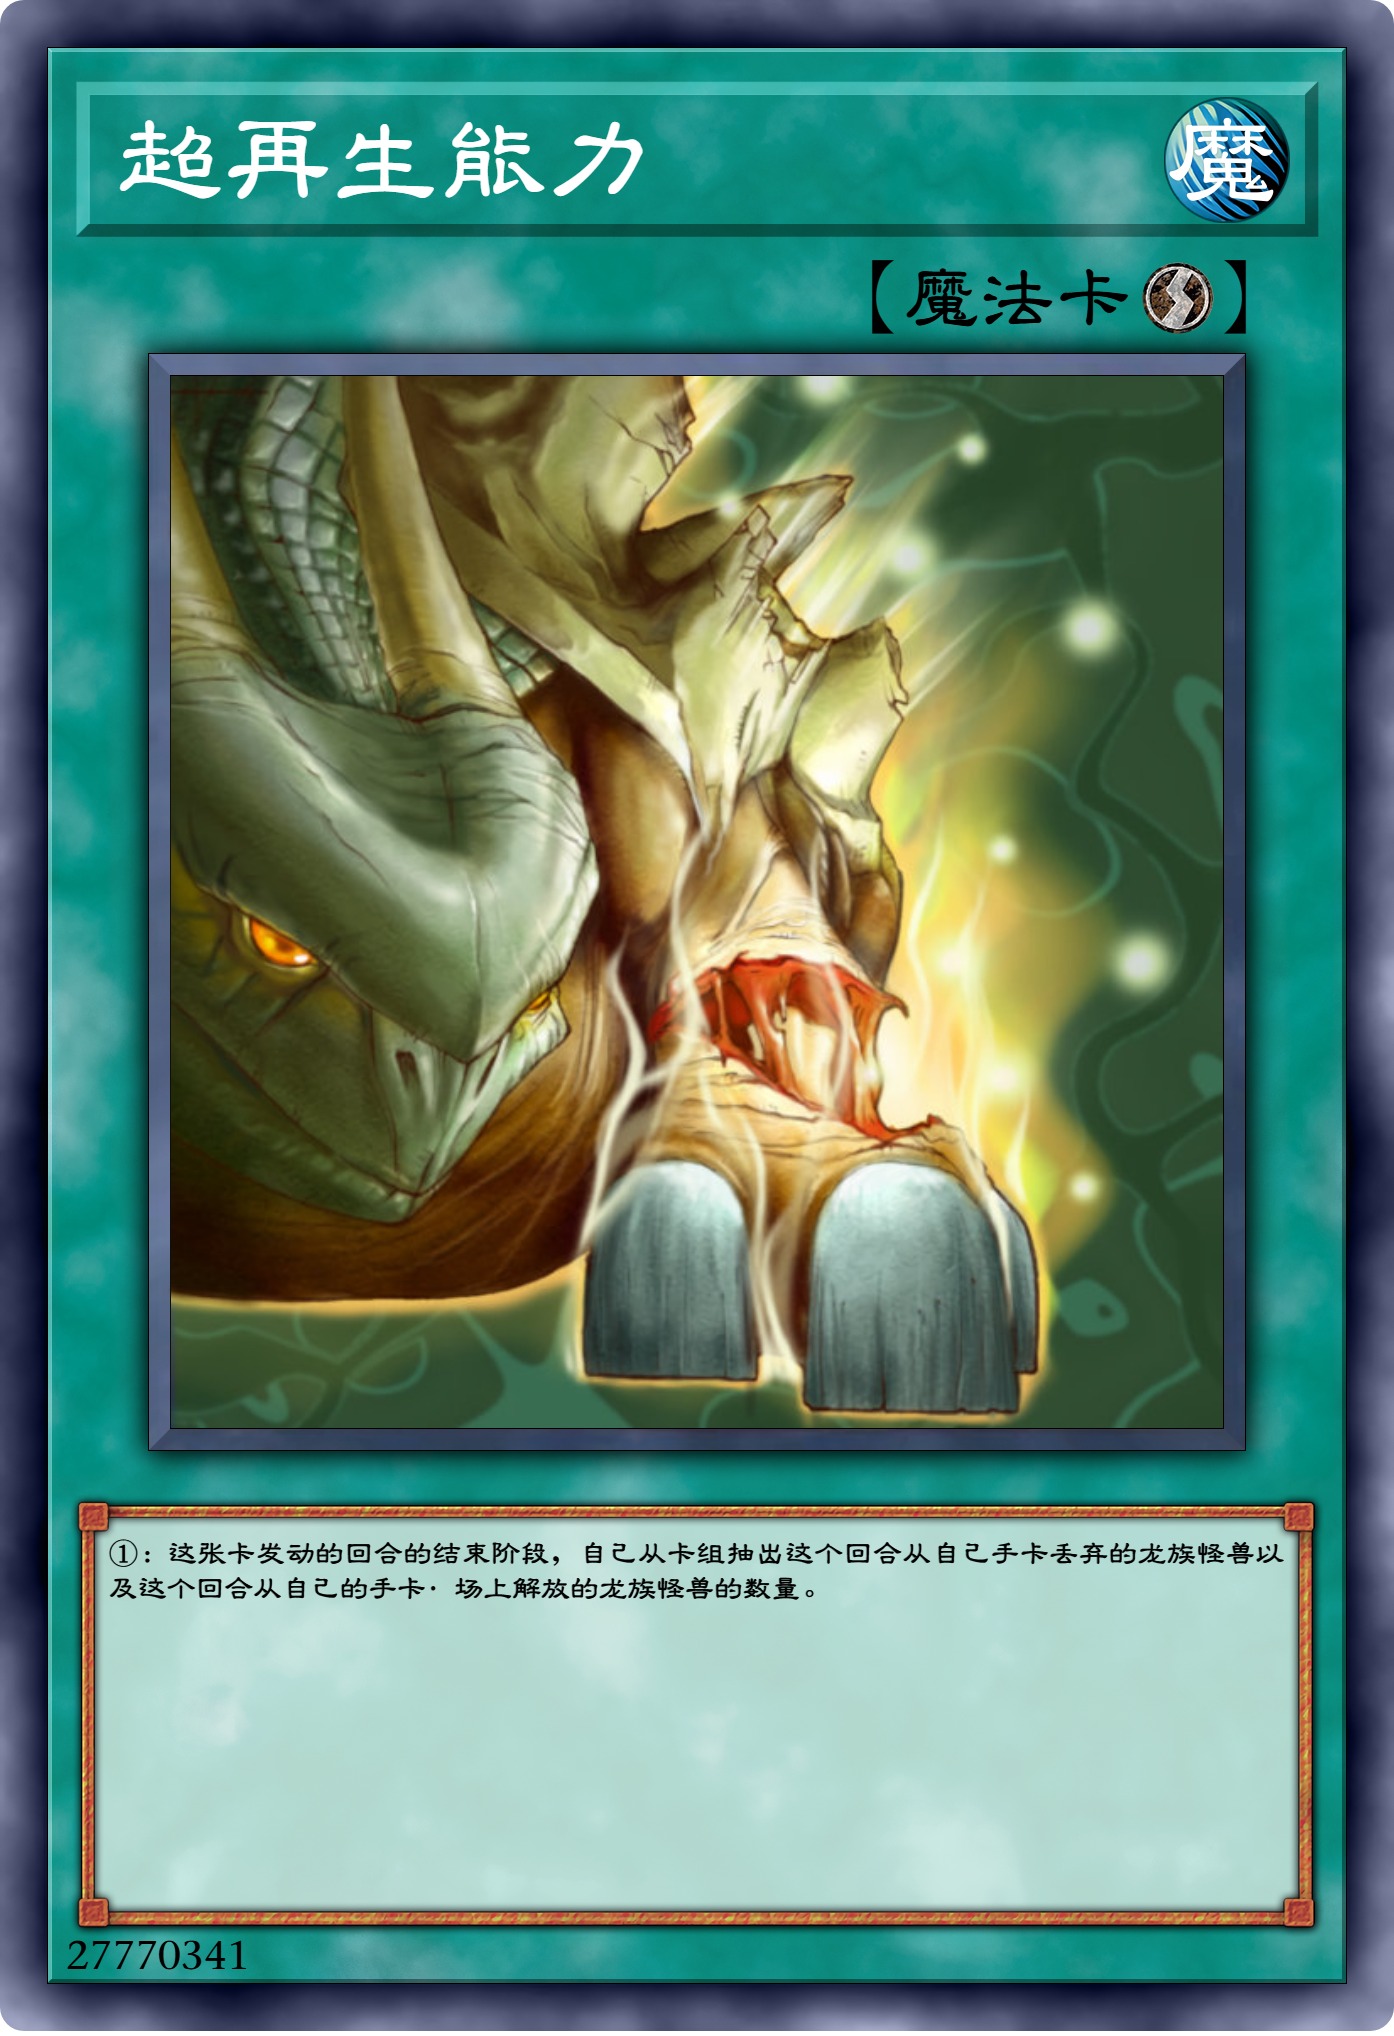 超再生能力
魔
【魔法卡】
①：这张卡发动的回合的结束阶段，自己从卡组抽出这个回合从自己手卡丢弃的龙族怪兽以
及这个回合从自己的手卡·场上解放的龙族怪兽的数量。
27770341